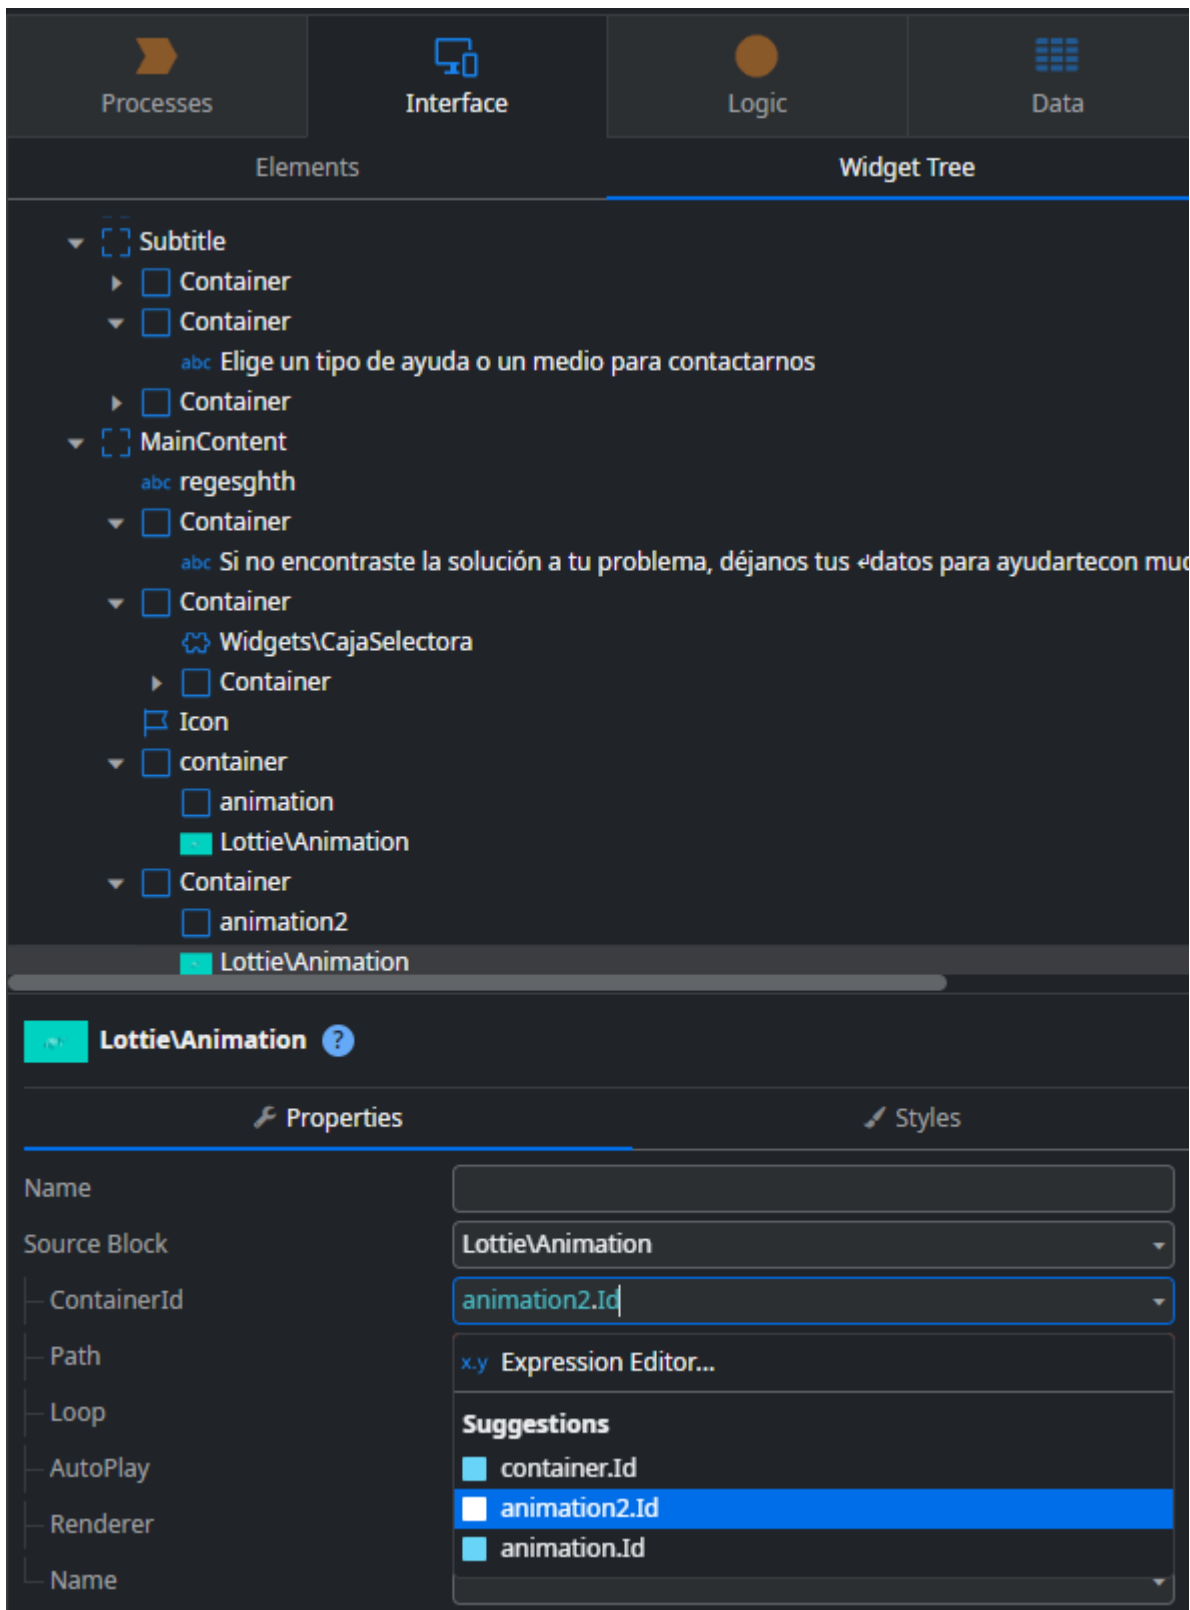 Processes
Interface
Logic
Data
Elements
Widget Tree
Subtitle
Container
Container
abc Elige un tipo de ayuda o un medio para contactarnos
Container
MainContent
abc regesghth
Container
abc Si no encontraste la solución a tu problema, déjanos tus ↵datos para ayudartecon muc
Container
Widgets\CajaSelectora
Container
Icon
container
animation
Lottie\Animation
Container
animation2
Lottie\Animation
Lottie\Animation ?
Properties
Styles
Name
Source Block
Lottie\Animation
ContainerId
animation2.Id
Path
x.y Expression Editor...
Loop
Suggestions
AutoPlay
container.Id
animation2.Id
Renderer
animation.Id
Name